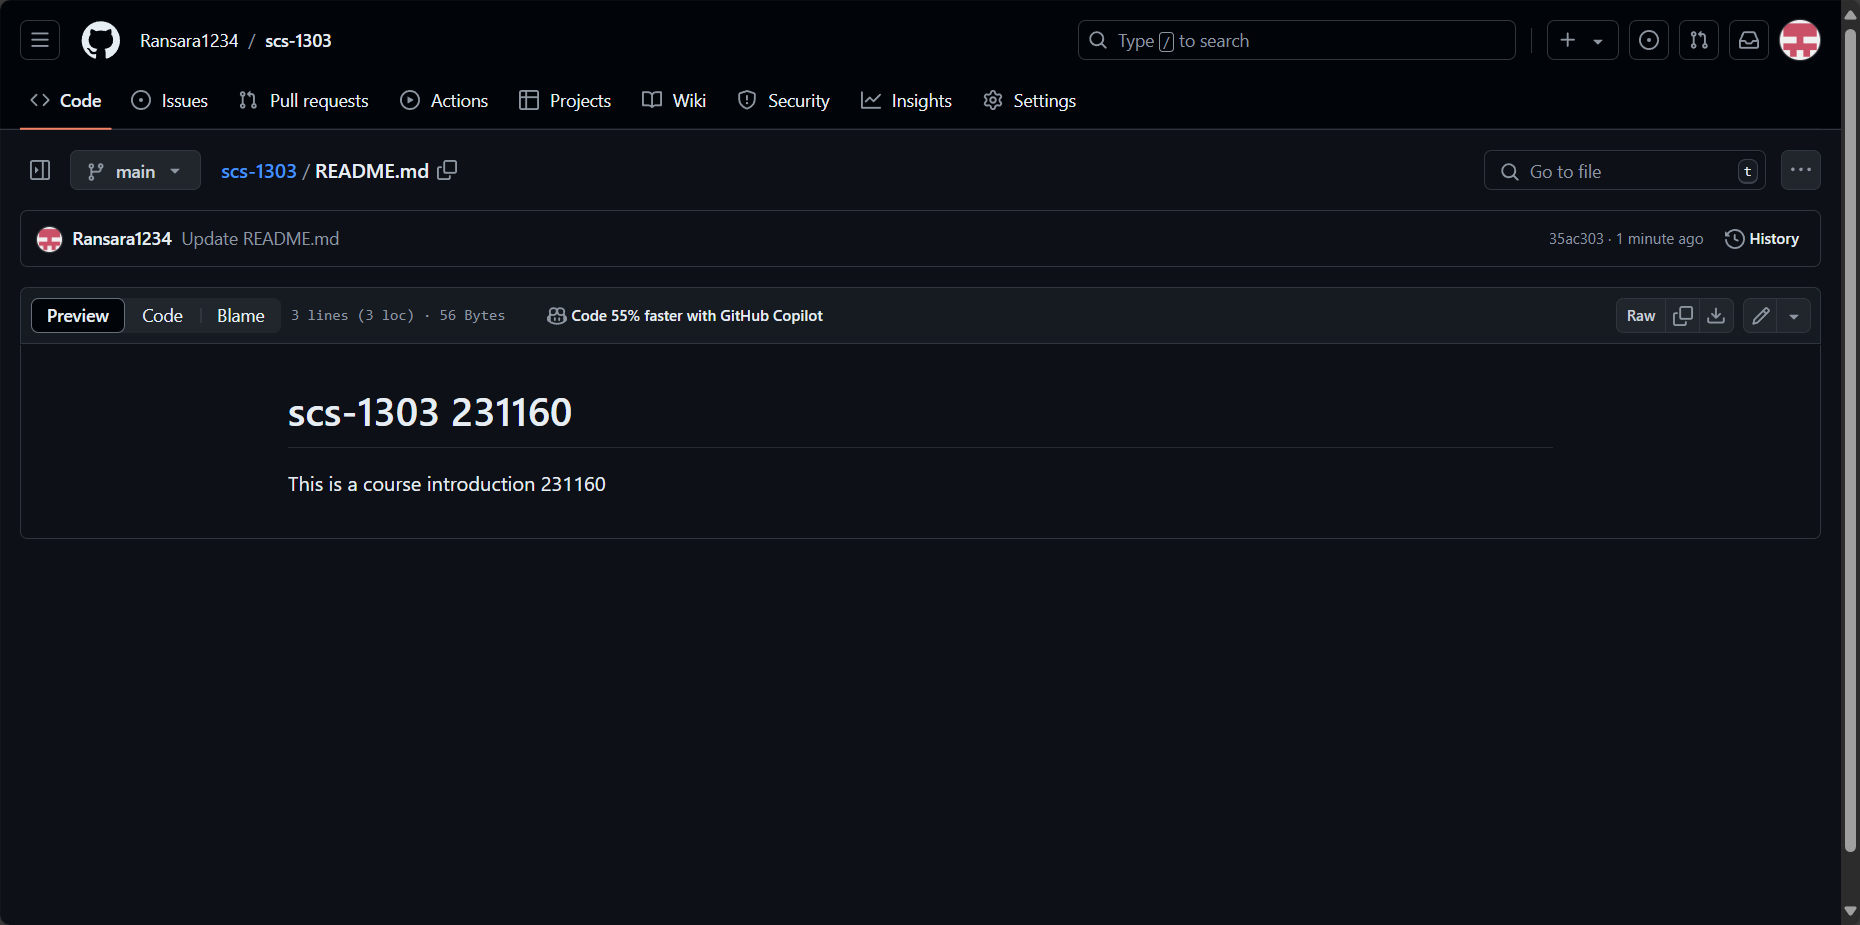 Ransara1234 / scs-1303
Type / to search
Code Issues Pull requests Actions Projects Wiki Security Insights Settings
main scs-1303 / README.md
Go to file t
Ransara1234 Update README.md
35ac303 · 1 minute ago History
Preview Code Blame 3 lines (3 loc) · 56 Bytes Code 55% faster with GitHub Copilot
Raw
scs-1303 231160
This is a course introduction 231160